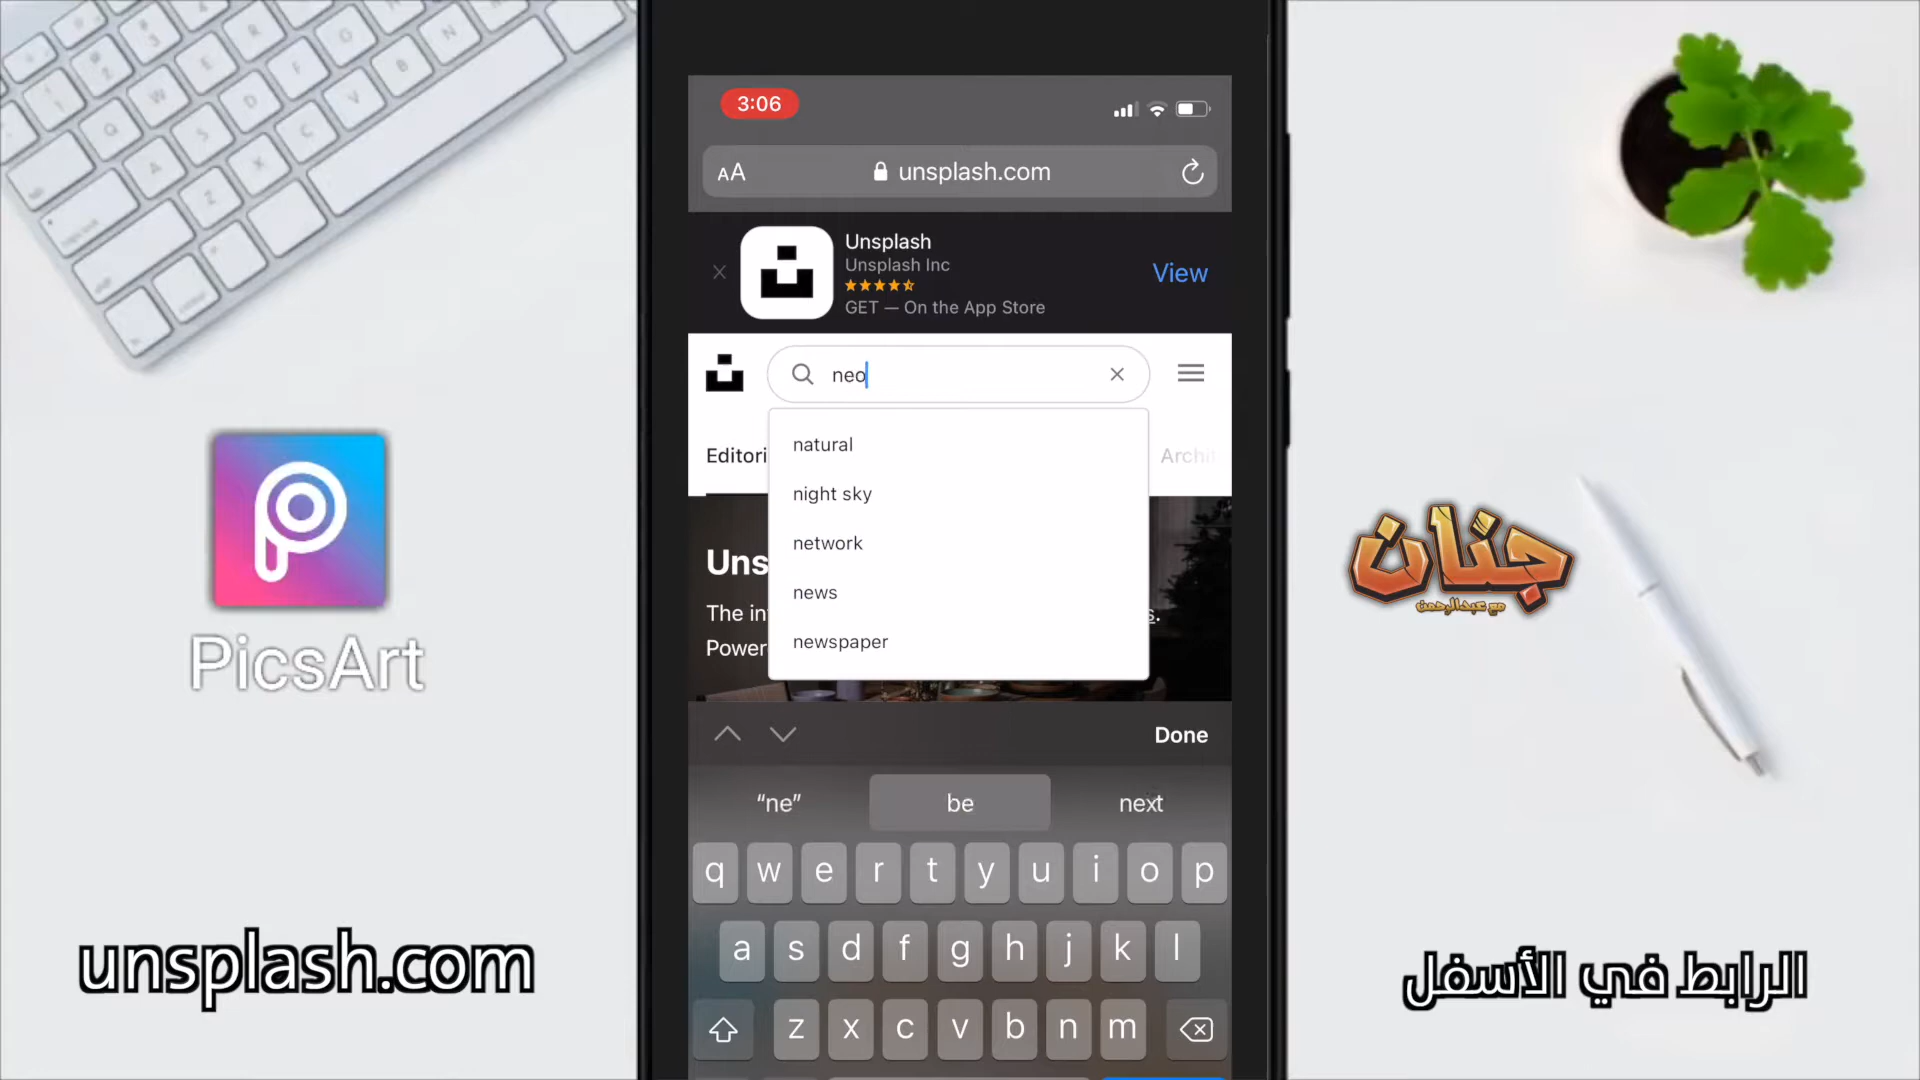 3:06
AA unsplash.com
Unsplash
Unsplash Inc
View
GET — On the App Store
neo
natural
night sky
network
news
newspaper
Editori
Archi
Uns
The in
s.
Power
Done
“ne” be next
q w e r t y u i o p
a s d f g h j k l
z x c v b n m
PicsArt
unsplash.com
جنان
مع عبدالرحمن
الرابط في الأسفل